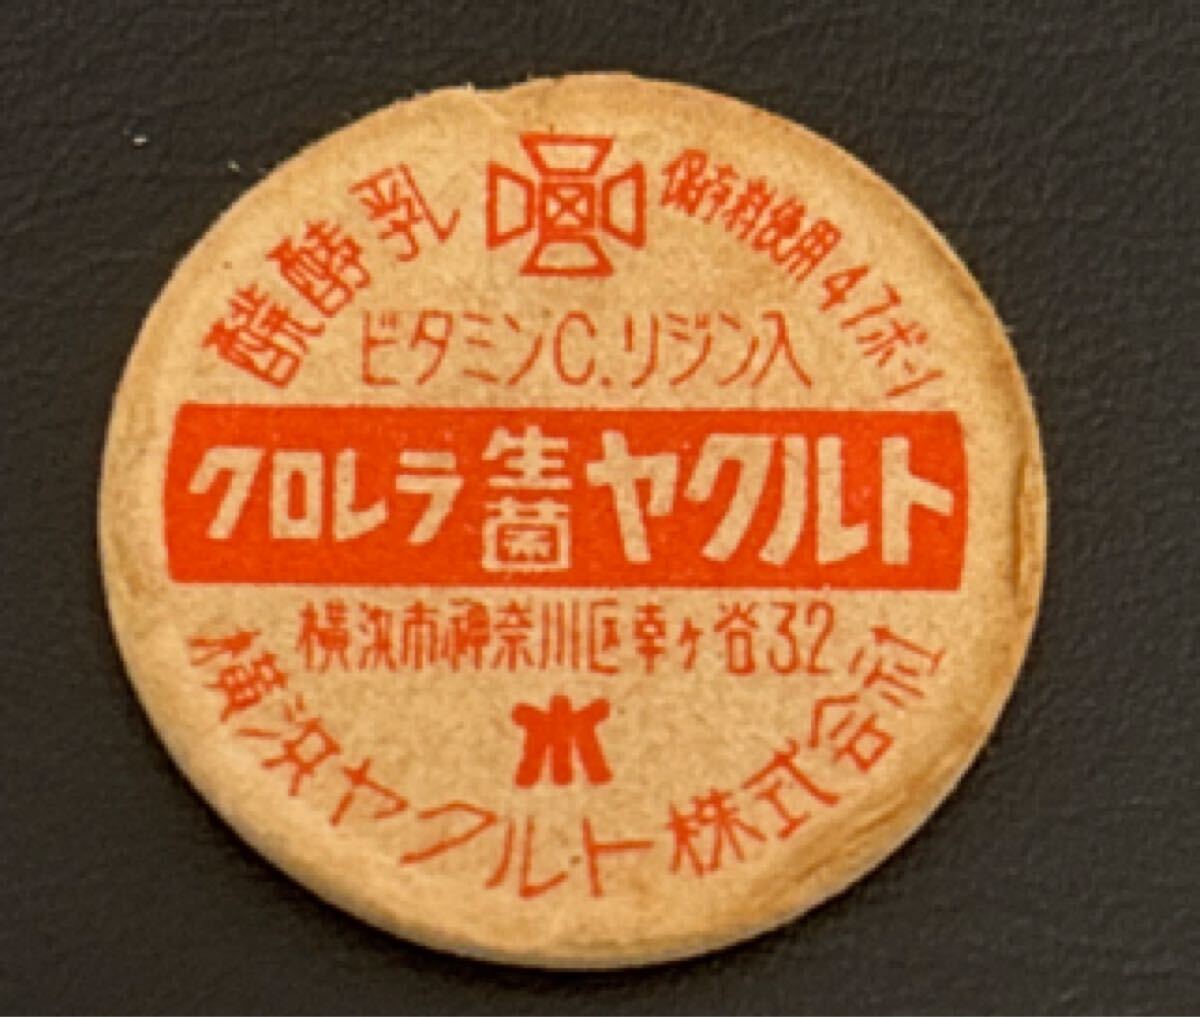 醗酵乳
保存料使用47ポ-ソ
ビタミンC.リジン入
クロレラ生菌ヤクルト
横浜市神奈川区幸ヶ谷32
水
横浜ヤクルト株式会社